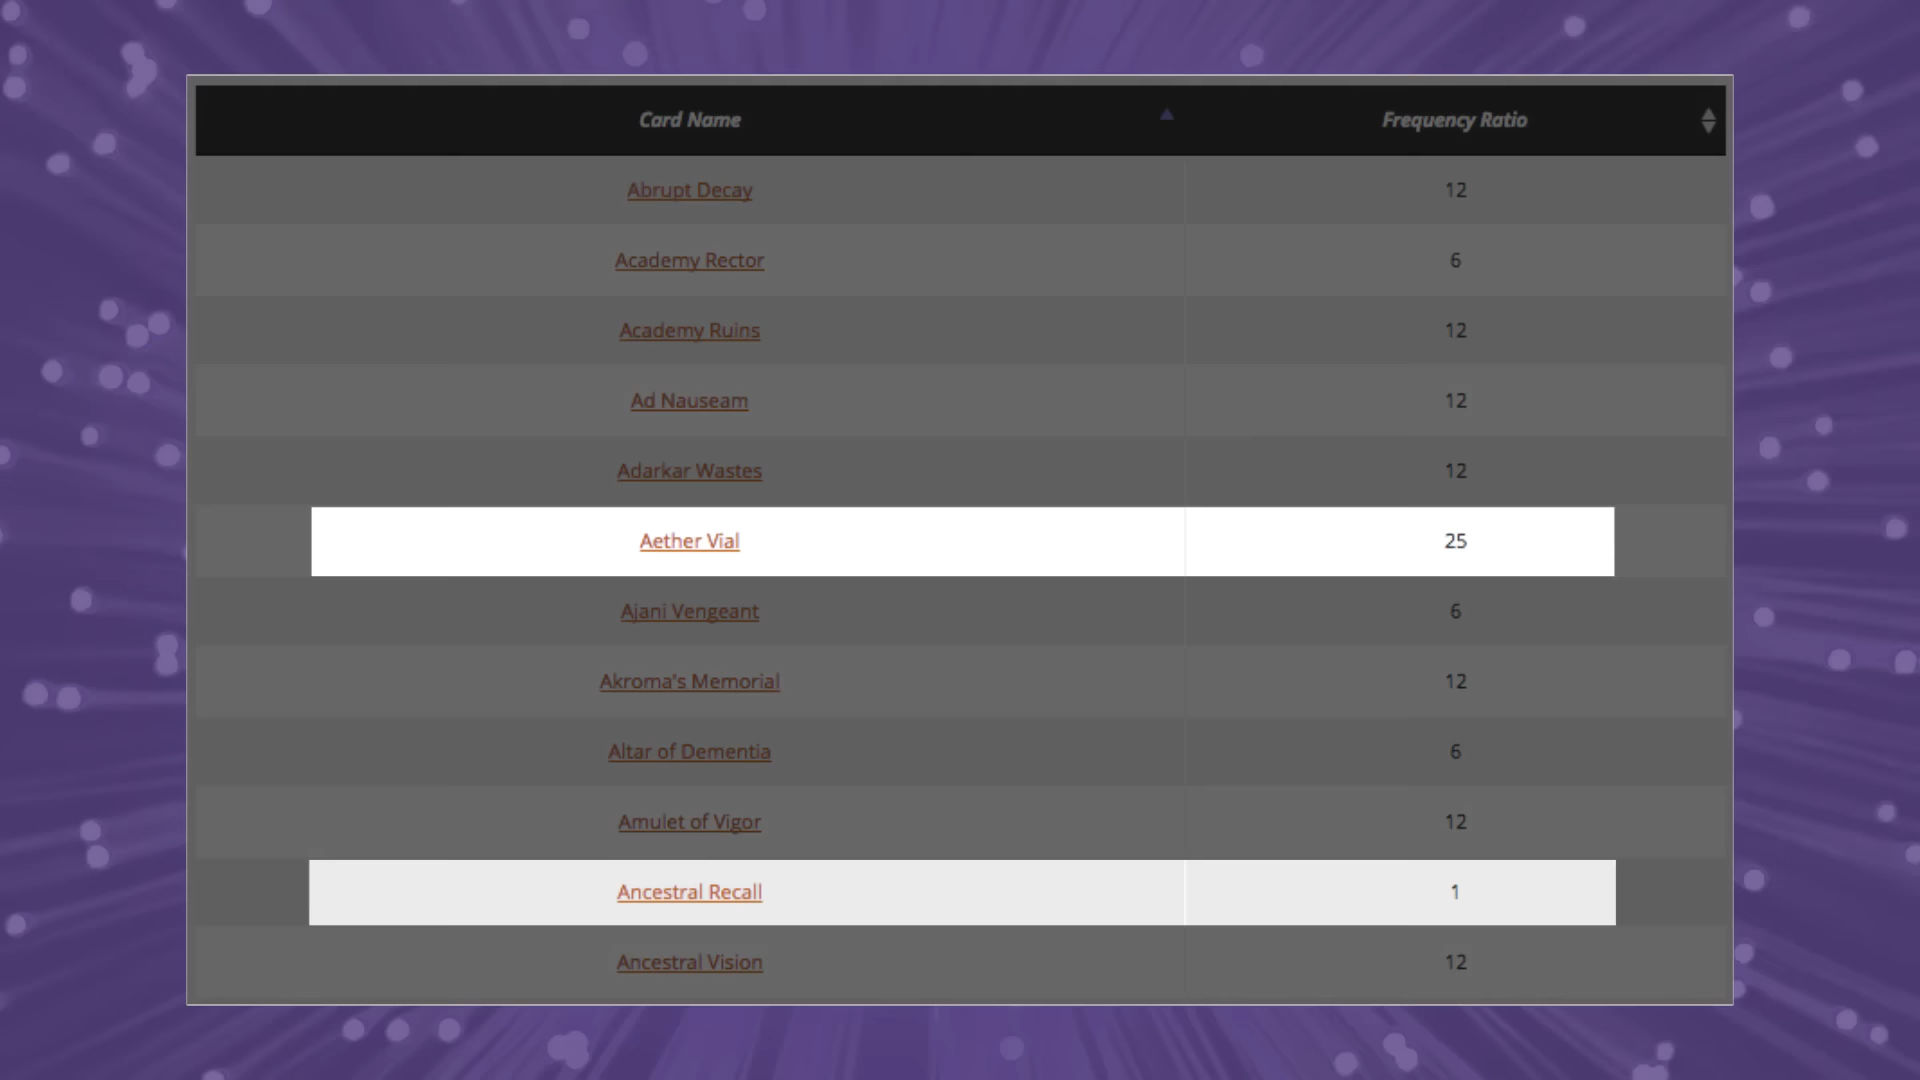 Card Name Frequency Ratio
Abrupt Decay 12
Academy Rector 6
Academy Ruins 12
Ad Nauseam 12
Adarkar Wastes 12
Aether Vial 25
Ajani Vengeant 6
Akroma's Memorial 12
Altar of Dementia 6
Amulet of Vigor 12
Ancestral Recall 1
Ancestral Vision 12